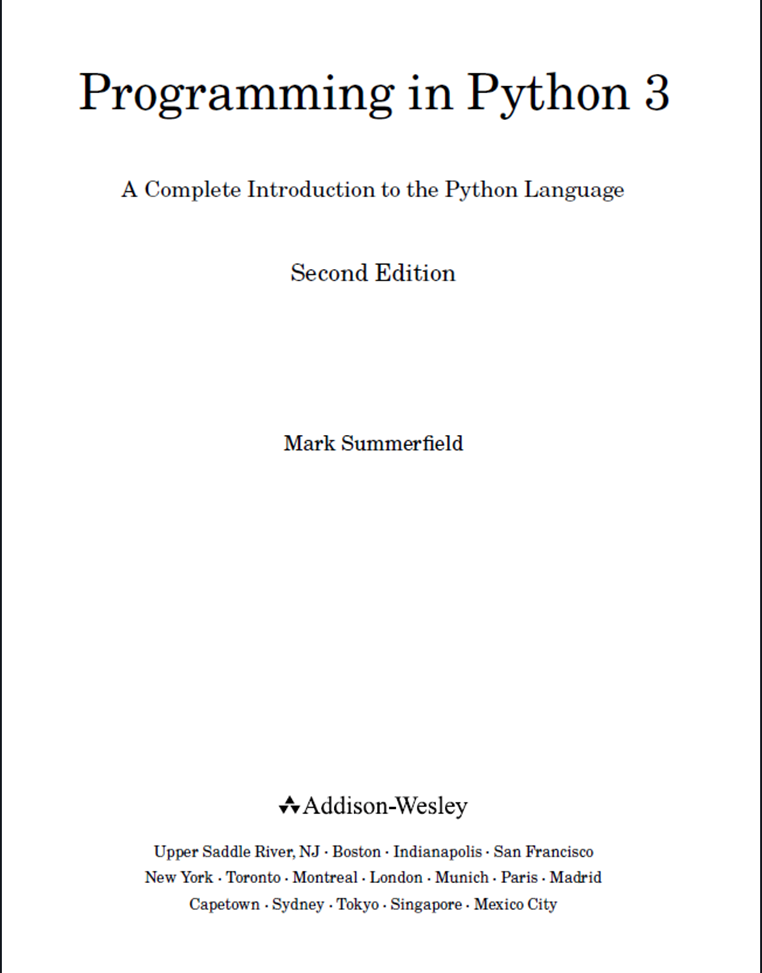 Programming in Python 3
A Complete Introduction to the Python Language
Second Edition
Mark Summerfield
Addison-Wesley
Upper Saddle River, NJ · Boston · Indianapolis · San Francisco
New York · Toronto · Montreal · London · Munich · Paris · Madrid
Capetown · Sydney · Tokyo · Singapore · Mexico City